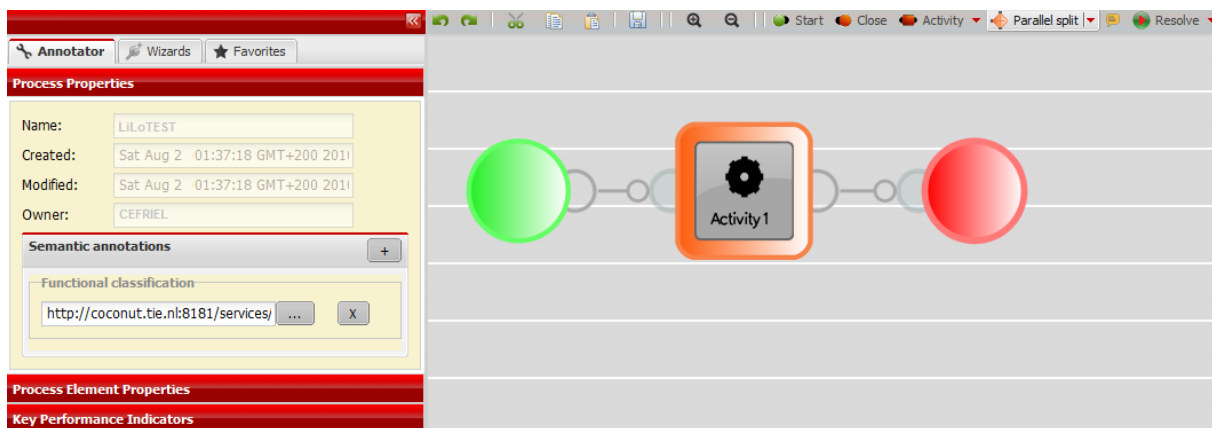 Start Close Activity Parallel split Resolve
Annotator Wizards Favorites
Process Properties
Name: LiLoTEST
Created: Sat Aug 2 01:37:18 GMT+200 201
Modified: Sat Aug 2 01:37:18 GMT+200 201
Owner: CEFRIEL
Semantic annotations +
Functional classification
http://coconut.tie.nl:8181/services/ ... X
Process Element Properties
Key Performance Indicators
Activity 1